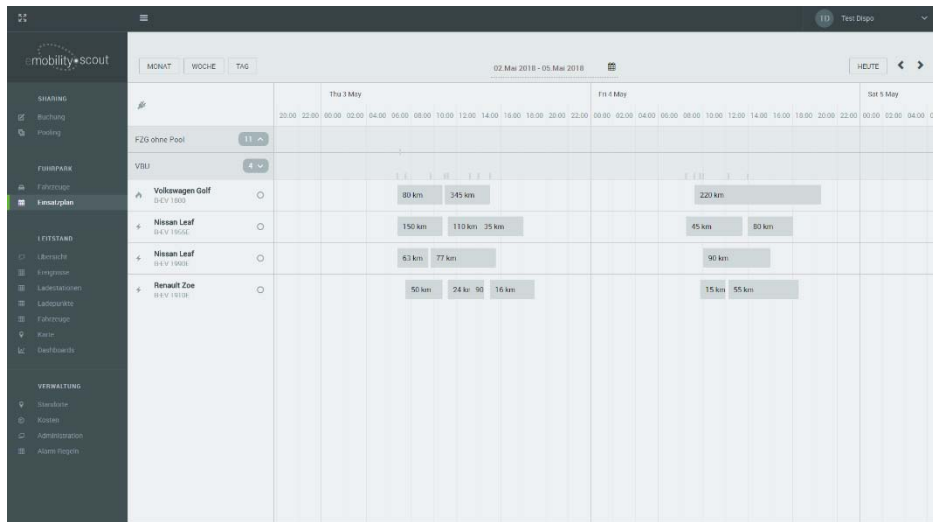 TD Test Dispo
emobility scout
MONAT WOCHE TAG
02.Mai 2018 - 05.Mai 2018
HEUTE
SHARING
Buchung
Pooling
FUHRPARK
Fahrzeuge
Einsatzplan
LEITSTAND
Übersicht
Ereignisse
Ladestationen
Ladepunkte
Fahrzeuge
Karte
Dashboards
VERWALTUNG
Standorte
Kosten
Administration
Alarm Regeln
Thu 3 May Fri 4 May Sat 5 May
20:00 22:00 00:00 02:00 04:00 06:00 08:00 10:00 12:00 14:00 16:00 18:00 20:00 22:00 00:00 02:00 04:00 06:00 08:00 10:00 12:00 14:00 16:00 18:00 20:00 22:00 00:00 02:00 04:00
FZG ohne Pool 11
VBU 4
Volkswagen Golf 80 km 345 km 220 km
Nissan Leaf 150 km 110 km 35 km 45 km 80 km
Nissan Leaf 63 km 77 km 90 km
Renault Zoe 50 km 24 kr 90 16 km 15 km 55 km